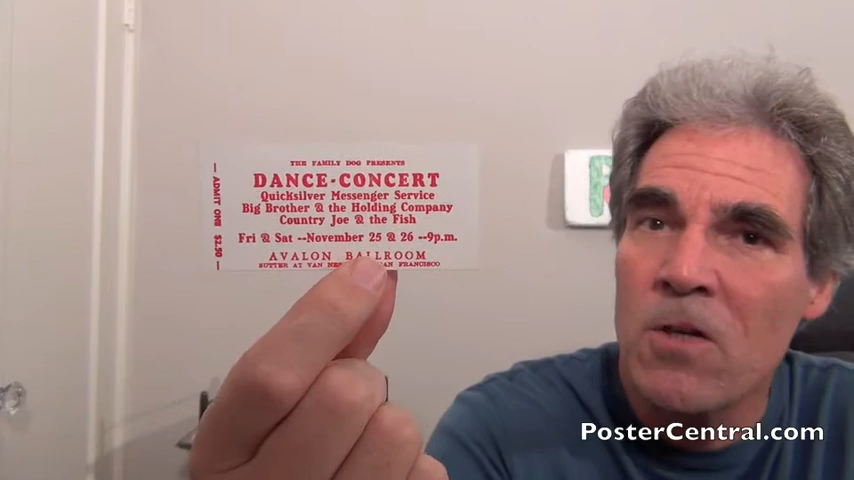 THE FAMILY DOG PRESENTS
DANCE-CONCERT
Quicksilver Messenger Service
Big Brother & the Holding Company
Country Joe & the Fish
Fri & Sat --November 25 & 26 --9p.m.
AVALON BALLROOM
SUTTER AT VAN FRANCISCO
— ADMIT ONE $2.50 —
PosterCentral.com